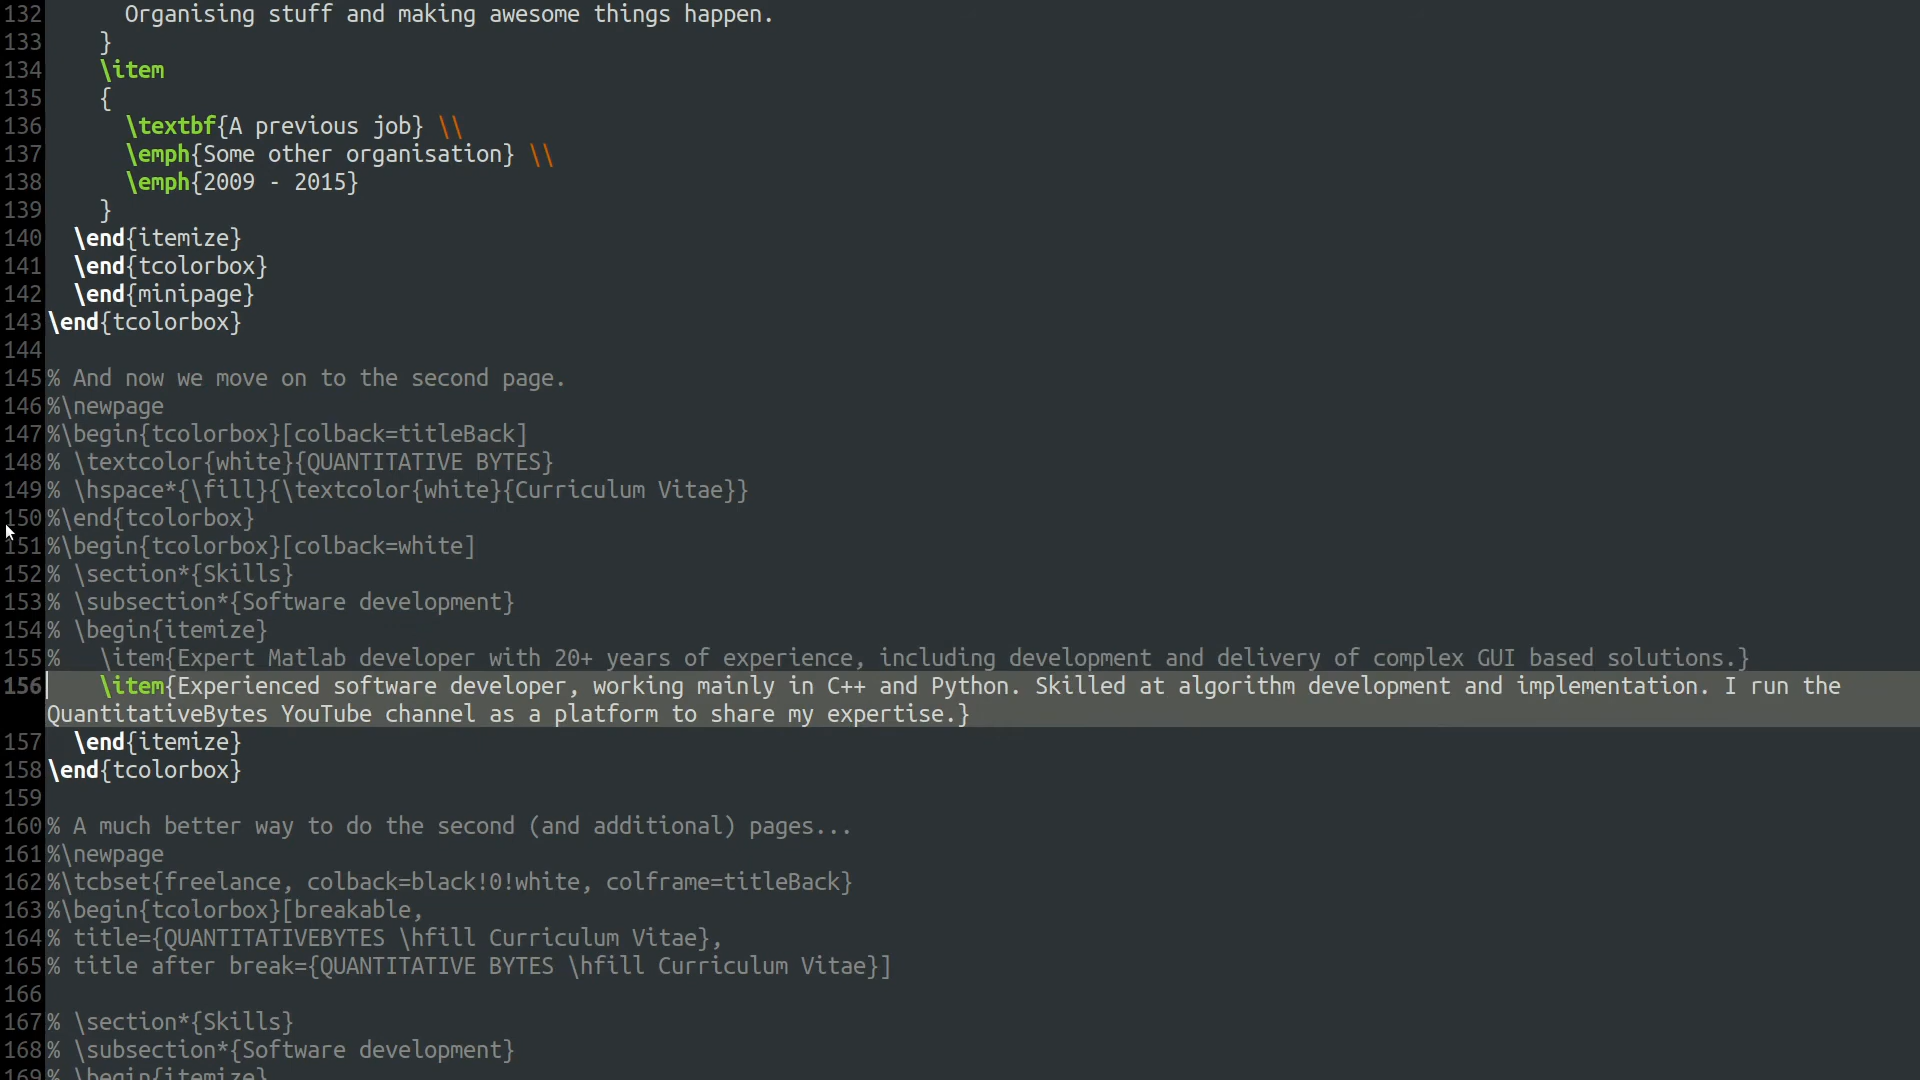 132       Organising stuff and making awesome things happen.
133     }
134     \item
135     {
136       \textbf{A previous job} \\
137       \emph{Some other organisation} \\
138       \emph{2009 - 2015}
139     }
140   \end{itemize}
141   \end{tcolorbox}
142   \end{minipage}
143 \end{tcolorbox}
144
145 % And now we move on to the second page.
146 %\newpage
147 %\begin{tcolorbox}[colback=titleBack]
148 % \textcolor{white}{QUANTITATIVE BYTES}
149 % \hspace*{\fill}{\textcolor{white}{Curriculum Vitae}}
150 %\end{tcolorbox}
151 %\begin{tcolorbox}[colback=white]
152 % \section*{Skills}
153 % \subsection*{Software development}
154 % \begin{itemize}
155 %   \item{Expert Matlab developer with 20+ years of experience, including development and delivery of complex GUI based solutions.}
156     \item{Experienced software developer, working mainly in C++ and Python. Skilled at algorithm development and implementation. I run the
QuantitativeBytes YouTube channel as a platform to share my expertise.}
157   \end{itemize}
158 \end{tcolorbox}
159
160 % A much better way to do the second (and additional) pages...
161 %\newpage
162 %\tcbset{freelance, colback=black!0!white, colframe=titleBack}
163 %\begin{tcolorbox}[breakable,
164 % title={QUANTITATIVEBYTES \hfill Curriculum Vitae},
165 % title after break={QUANTITATIVE BYTES \hfill Curriculum Vitae}]
166
167 % \section*{Skills}
168 % \subsection*{Software development}
169 % \begin{itemize}